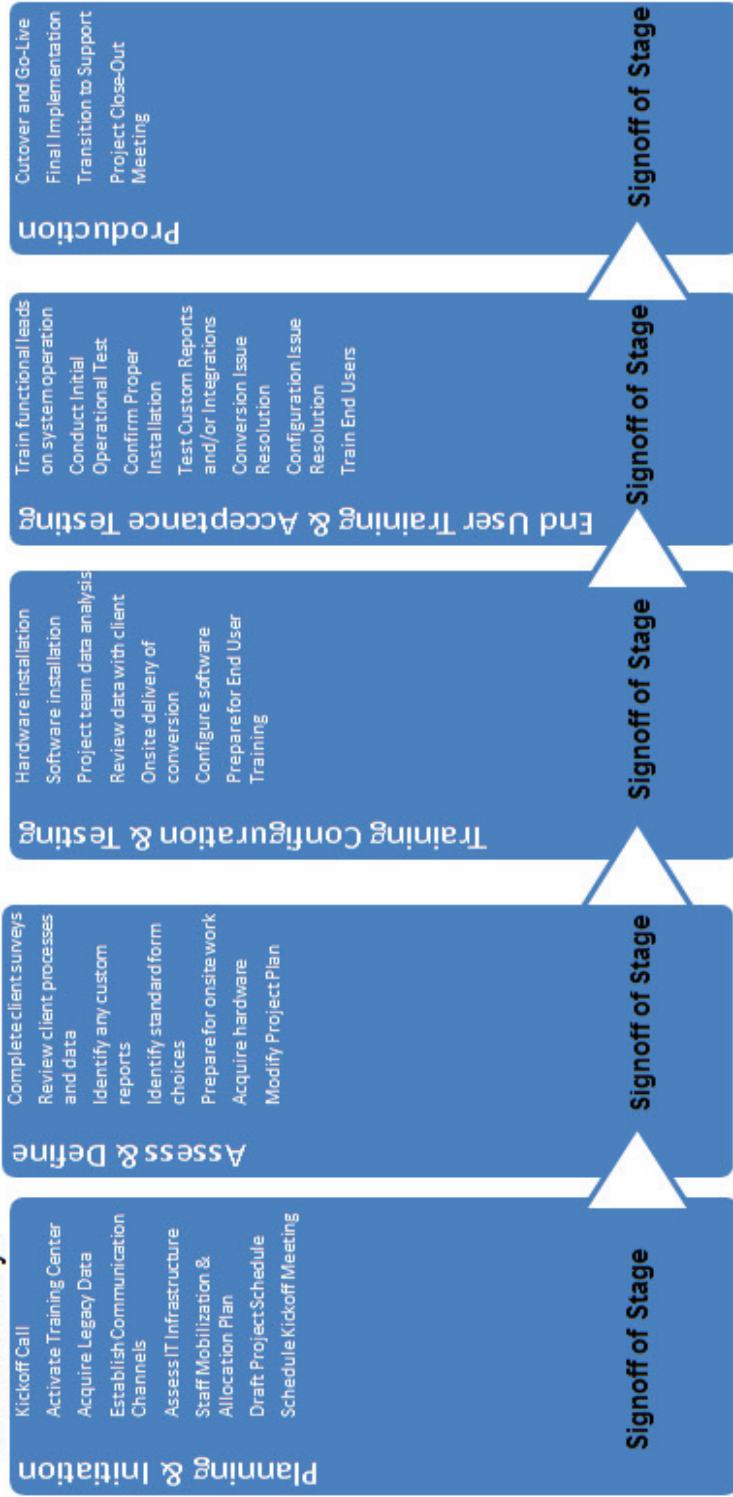 Planning & Initiation
Kickoff Call
Activate Training Center
Acquire Legacy Data
Establish Communication
Channels
Assess IT Infrastructure
Staff Mobilization &
Allocation Plan
Draft Project Schedule
Schedule Kickoff Meeting
Signoff of Stage
Assess & Define
Complete client surveys
Review client processes
and data
Identify any custom
reports
Identify standard form
choices
Prepare for onsite work
Acquire hardware
Modify Project Plan
Signoff of Stage
Training Configuration & Testing
Hardware installation
Software installation
Project team data analysis
Review data with client
Onsite delivery of
conversion
Configure software
Prepare for End User
Training
Signoff of Stage
End User Training & Acceptance Testing
Train functional leads
on system operation
Conduct Initial
Operational Test
Confirm Proper
Installation
Test Custom Reports
and/or Integrations
Conversion Issue
Resolution
Configuration Issue
Resolution
Train End Users
Signoff of Stage
Production
Cutover and Go-Live
Final Implementation
Transition to Support
Project Close-Out
Meeting
Signoff of Stage